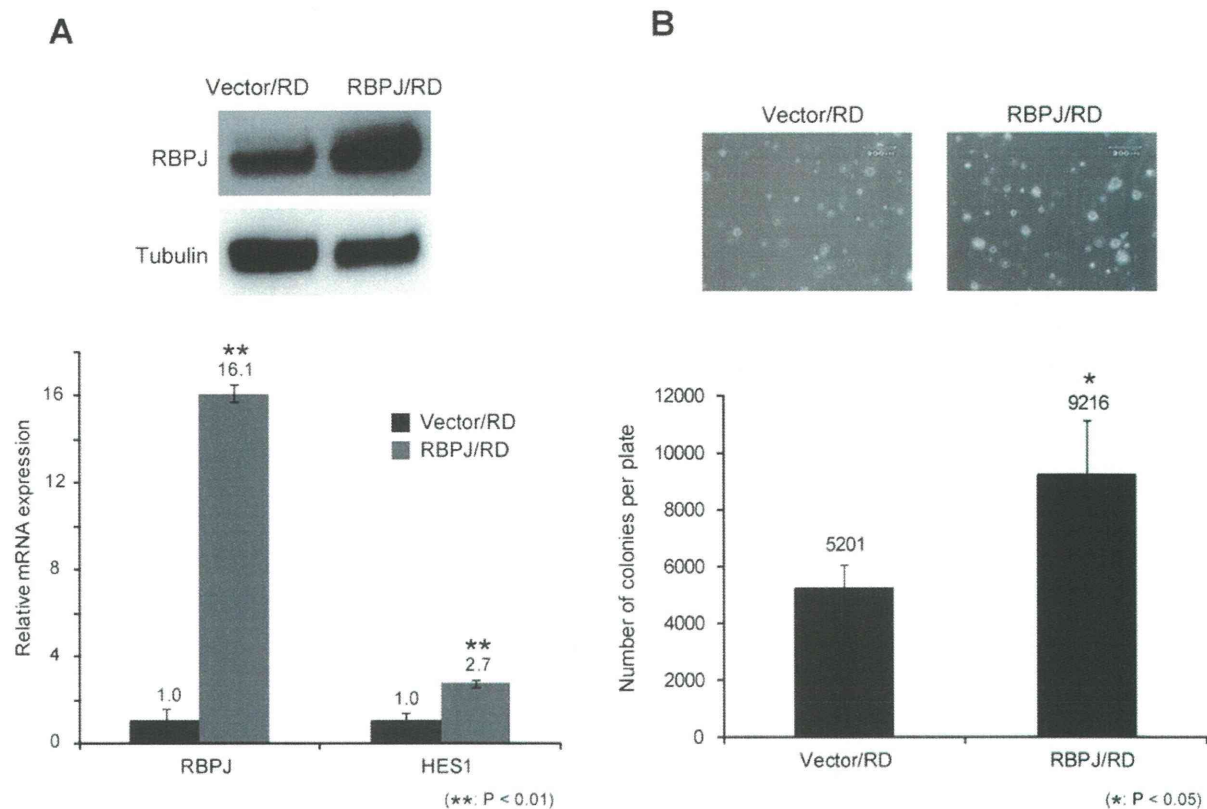 A
Vector/RD RBPJ/RD
RBPJ
Tubulin
Relative mRNA expression
16
12
8
4
0
**
16.1
1.0
**
2.7
1.0
Vector/RD
RBPJ/RD
RBPJ HES1
(**: P < 0.01)
B
Vector/RD RBPJ/RD
Number of colonies per plate
12000
10000
8000
6000
4000
2000
0
5201
*
9216
Vector/RD RBPJ/RD
(*: P < 0.05)